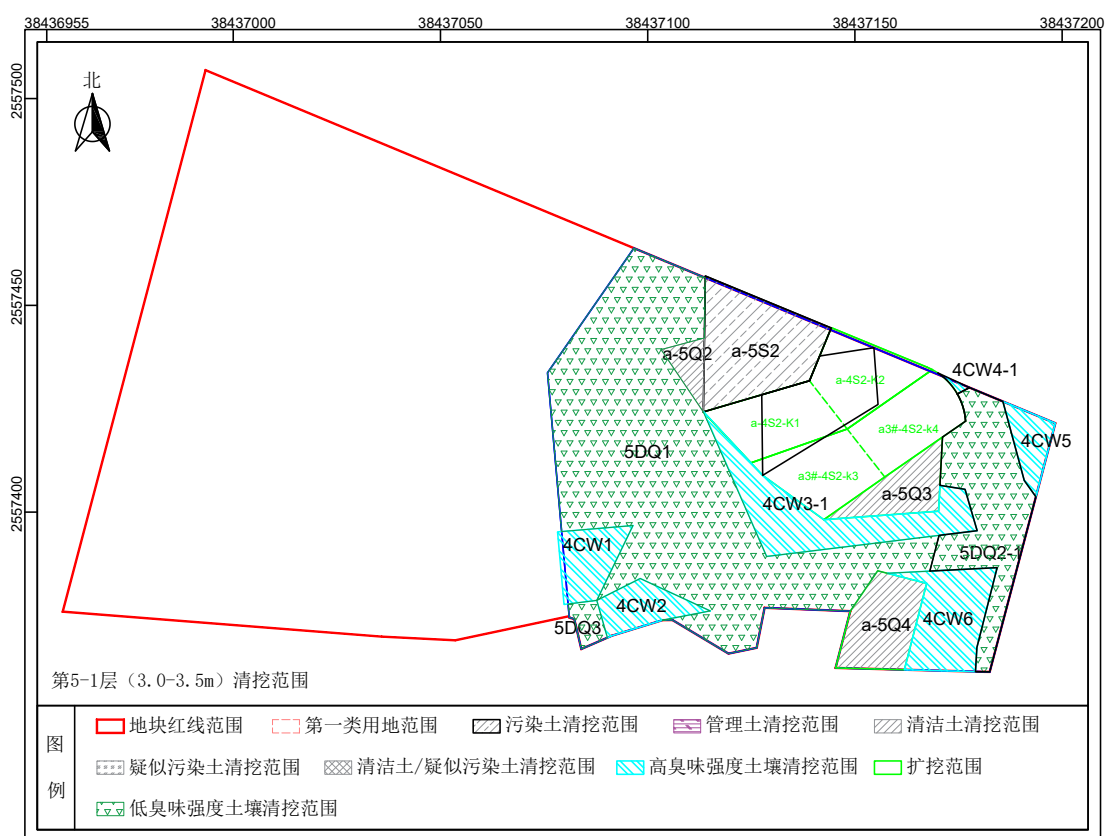 38436955 38437000 38437050 38437100 38437150 38437200
2557500
2557450
2557400
北
4CW4-1
a-5Q2
a-5S2
a-4S2-K2
a-4S2-K1
a3#-4S2-k4
4CW5
5DQ1
a3#-4S2-k3
a-5Q3
4CW3-1
4CW1
5DQ2-1
4CW2
5DQ3
a-5Q4
4CW6
第5-1层（3.0-3.5m）清挖范围
图例
地块红线范围 第一类用地范围 污染土清挖范围 管理土清挖范围 清洁土清挖范围
疑似污染土清挖范围 清洁土/疑似污染土清挖范围 高臭味强度土壤清挖范围 扩挖范围
低臭味强度土壤清挖范围